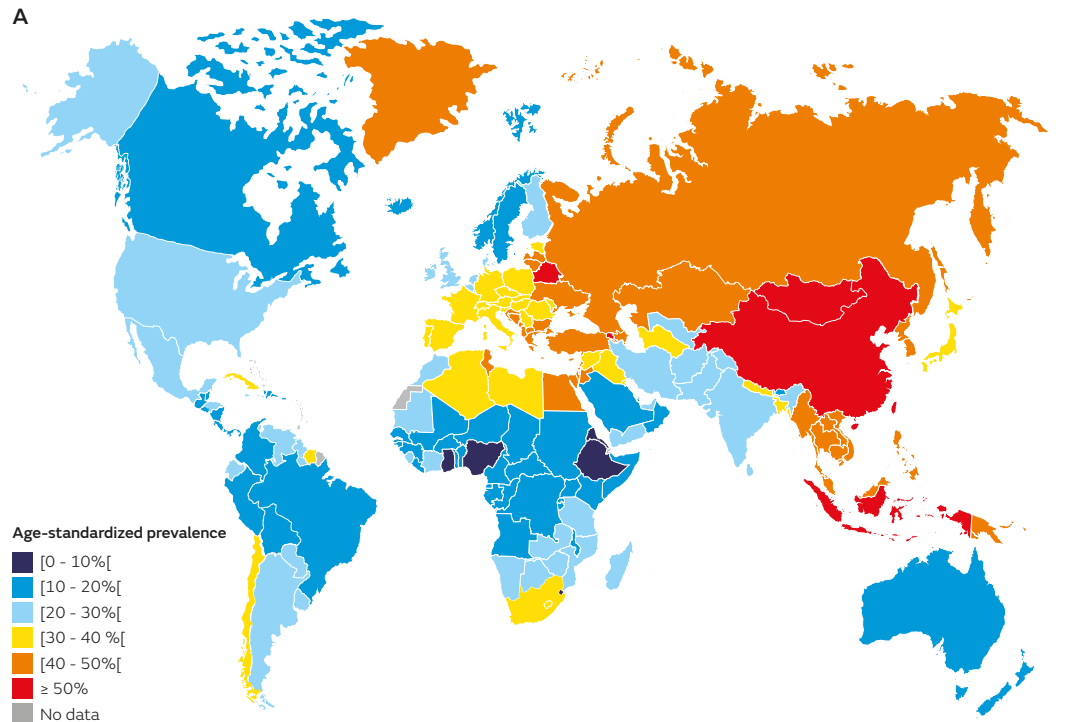 A
Age-standardized prevalence
[0 - 10%[
[10 - 20%[
[20 - 30%[
[30 - 40 %[
[40 - 50%[
≥ 50%
No data